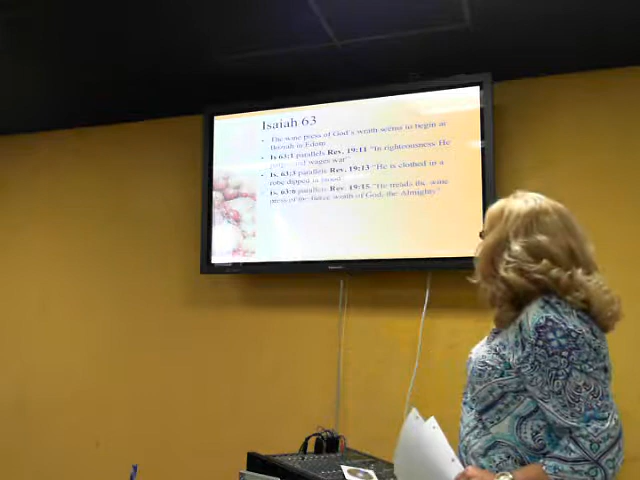 Isaiah 63
• The wine press of God's wrath seems to begin at
Bozrah in Edom
• Is 63:1 parallels Rev. 19:11 "In righteousness He
judges and wages war"
• Is. 63:3 parallels Rev. 19:13 "He is clothed in a
robe dipped in blood"
Is. 63:6 parallels Rev. 19:15 "He treads the wine
press of the fierce wrath of God, the Almighty"